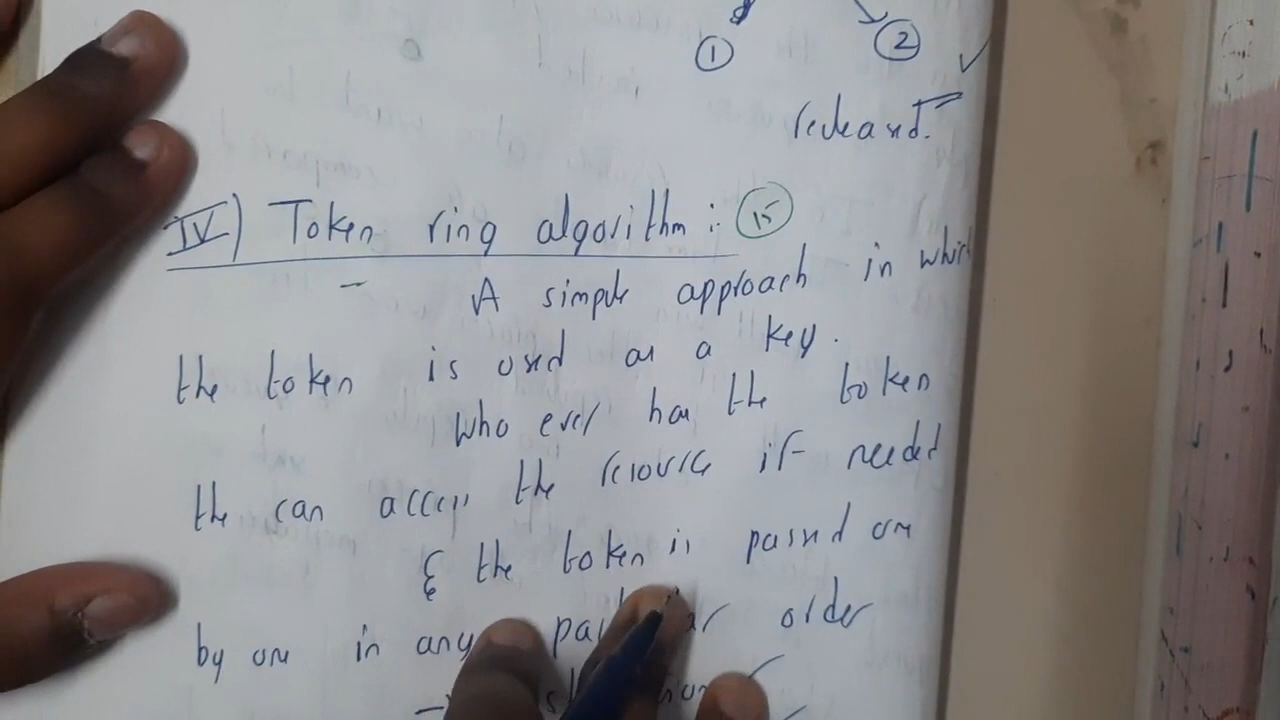 1 2
released.
IV) Token ring algorithm :- 15
- A simple approach in which
the token is used as a key.
who ever has the token
the can access the resource if needed
& the token is passed one
by one in any order